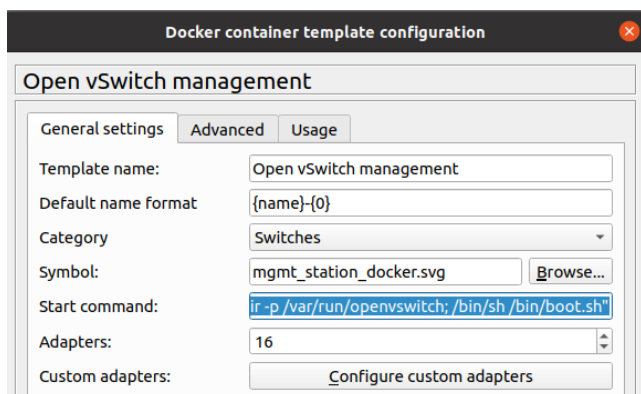 Docker container template configuration
Open vSwitch management
General settings Advanced Usage
Template name: Open vSwitch management
Default name format {name}-{0}
Category Switches
Symbol: mgmt_station_docker.svg Browse...
Start command: ir -p /var/run/openvswitch; /bin/sh /bin/boot.sh"
Adapters: 16
Custom adapters: Configure custom adapters